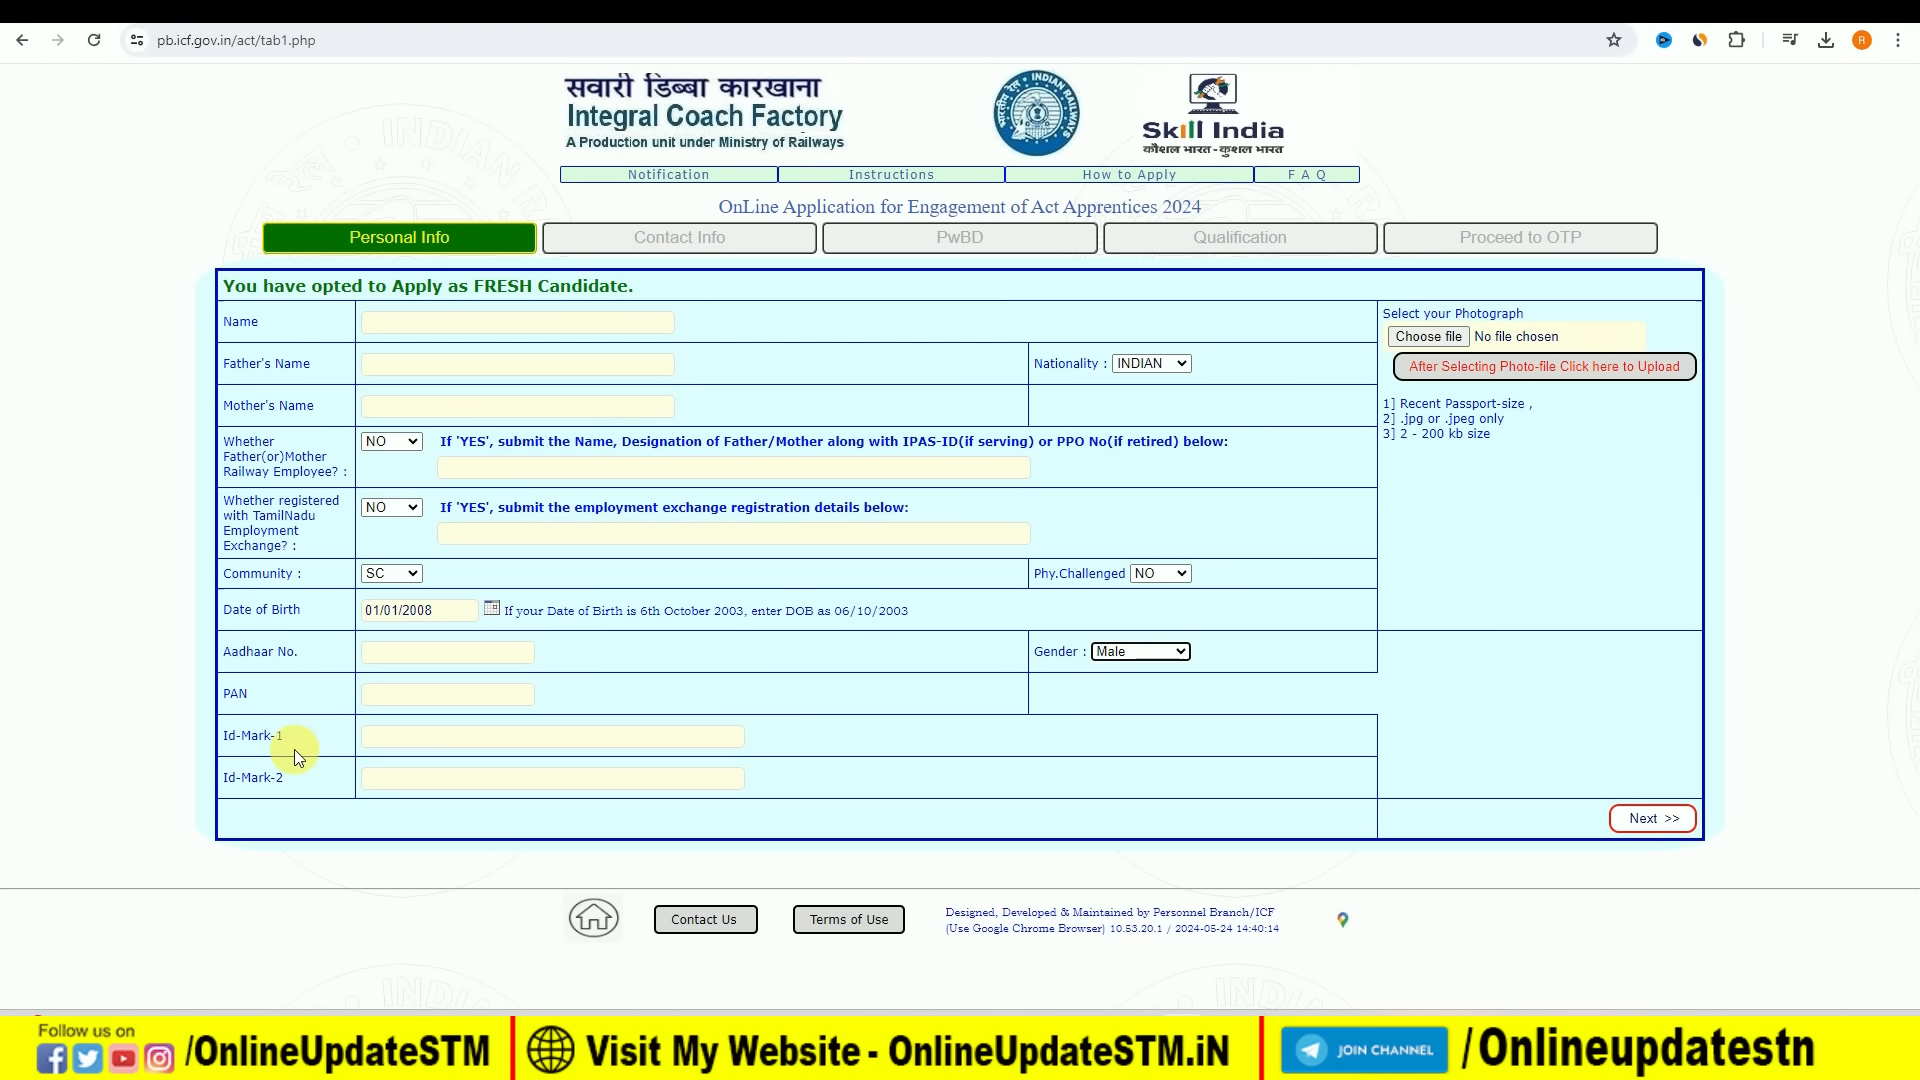 pb.icf.gov.in/act/tab1.php
R
सवारी डिब्बा कारखाना
Integral Coach Factory
A Production unit under Ministry of Railways
INDIAN RAILWAYS
Skill India
कौशल भारत-कुशल भारत
Notification
Instructions
How to Apply
F A Q
OnLine Application for Engagement of Act Apprentices 2024
Personal Info
Contact Info
PwBD
Qualification
Proceed to OTP
You have opted to Apply as FRESH Candidate.
Name
Father's Name
Nationality : INDIAN
Mother's Name
Whether
Father(or)Mother
Railway Employee? :
NO
If 'YES', submit the Name, Designation of Father/Mother along with IPAS-ID(if serving) or PPO No(if retired) below:
Whether registered
with TamilNadu
Employment
Exchange? :
NO
If 'YES', submit the employment exchange registration details below:
Community :
SC
Phy.Challenged NO
Date of Birth
01/01/2008
If your Date of Birth is 6th October 2003, enter DOB as 06/10/2003
Aadhaar No.
Gender : Male
PAN
Id-Mark-1
Id-Mark-2
Select your Photograph
Choose file No file chosen
After Selecting Photo-file Click here to Upload
1] Recent Passport-size ,
2] .jpg or .jpeg only
3] 2 - 200 kb size
Next >>
Contact Us
Terms of Use
Designed, Developed & Maintained by Personnel Branch/ICF
(Use Google Chrome Browser) 10.53.20.1 / 2024-05-24 14:40:14
Follow us on
/OnlineUpdateSTM
Visit My Website - OnlineUpdateSTM.iN
JOIN CHANNEL
/Onlineupdatestn